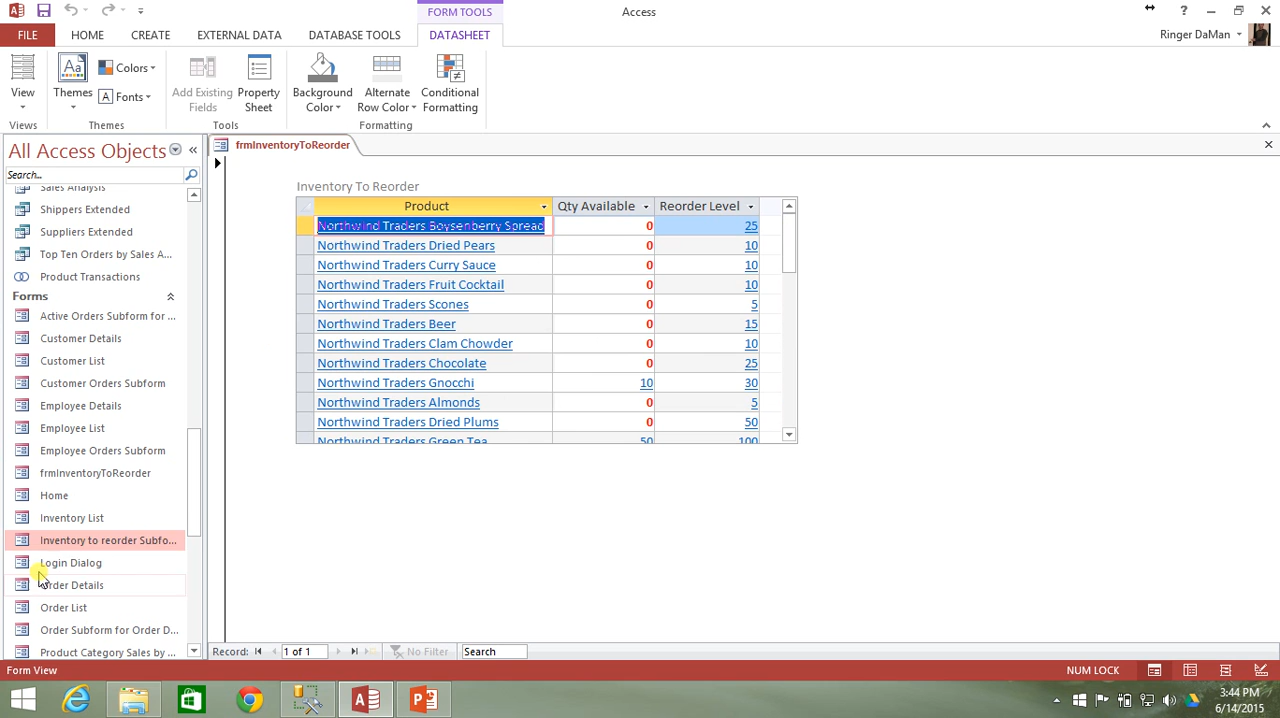 FORM TOOLS
Access
Ringer DaMan
FILE
HOME
CREATE
EXTERNAL DATA
DATABASE TOOLS
DATASHEET
View
Themes
Aa
Colors
A Fonts
Add Existing Fields
Property Sheet
Background Color
Alternate Row Color
Conditional Formatting
Views
Themes
Tools
Formatting
All Access Objects
Search...
Sales Analysis
Shippers Extended
Suppliers Extended
Top Ten Orders by Sales A...
Product Transactions
Forms
Active Orders Subform for ...
Customer Details
Customer List
Customer Orders Subform
Employee Details
Employee List
Employee Orders Subform
frmInventoryToReorder
Home
Inventory List
Inventory to reorder Subfo...
Login Dialog
Order Details
Order List
Order Subform for Order D...
Product Category Sales by ...
frmInventoryToReorder
Inventory To Reorder
Product Qty Available Reorder Level
Northwind Traders Boysenberry Spread 0 25
Northwind Traders Dried Pears 0 10
Northwind Traders Curry Sauce 0 10
Northwind Traders Fruit Cocktail 0 10
Northwind Traders Scones 0 5
Northwind Traders Beer 0 15
Northwind Traders Clam Chowder 0 10
Northwind Traders Chocolate 0 25
Northwind Traders Gnocchi 10 30
Northwind Traders Almonds 0 5
Northwind Traders Dried Plums 0 50
Northwind Traders Green Tea 50 100
Record: 1 of 1 No Filter Search
Form View
NUM LOCK
3:44 PM
6/14/2015